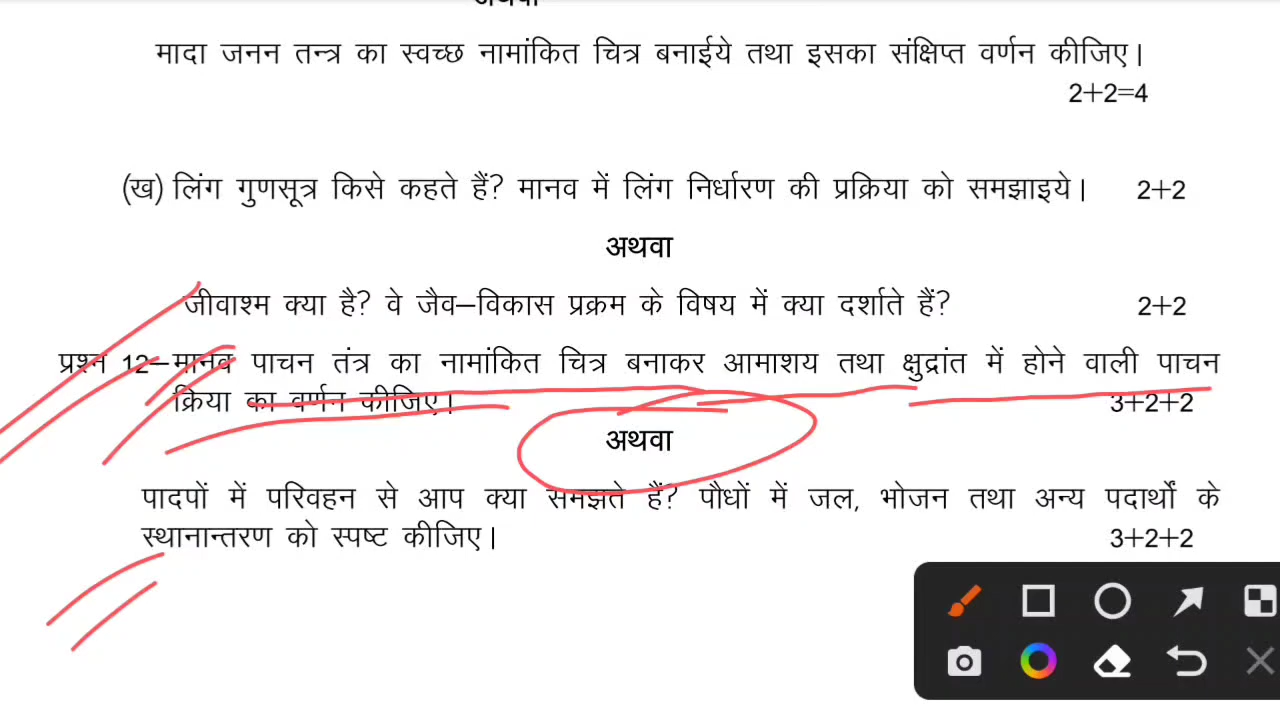 अथवा
मादा जनन तन्त्र का स्वच्छ नामांकित चित्र बनाईये तथा इसका संक्षिप्त वर्णन कीजिए।
2+2=4
(ख) लिंग गुणसूत्र किसे कहते हैं? मानव में लिंग निर्धारण की प्रक्रिया को समझाइये। 2+2
अथवा
जीवाश्म क्या है? वे जैव–विकास प्रक्रम के विषय में क्या दर्शाते हैं? 2+2
प्रश्न 12–मानव पाचन तंत्र का नामांकित चित्र बनाकर आमाशय तथा क्षुद्रांत में होने वाली पाचन
क्रिया का वर्णन कीजिए। 3+2+2
अथवा
पादपों में परिवहन से आप क्या समझते हैं? पौधों में जल, भोजन तथा अन्य पदार्थों के
स्थानान्तरण को स्पष्ट कीजिए। 3+2+2